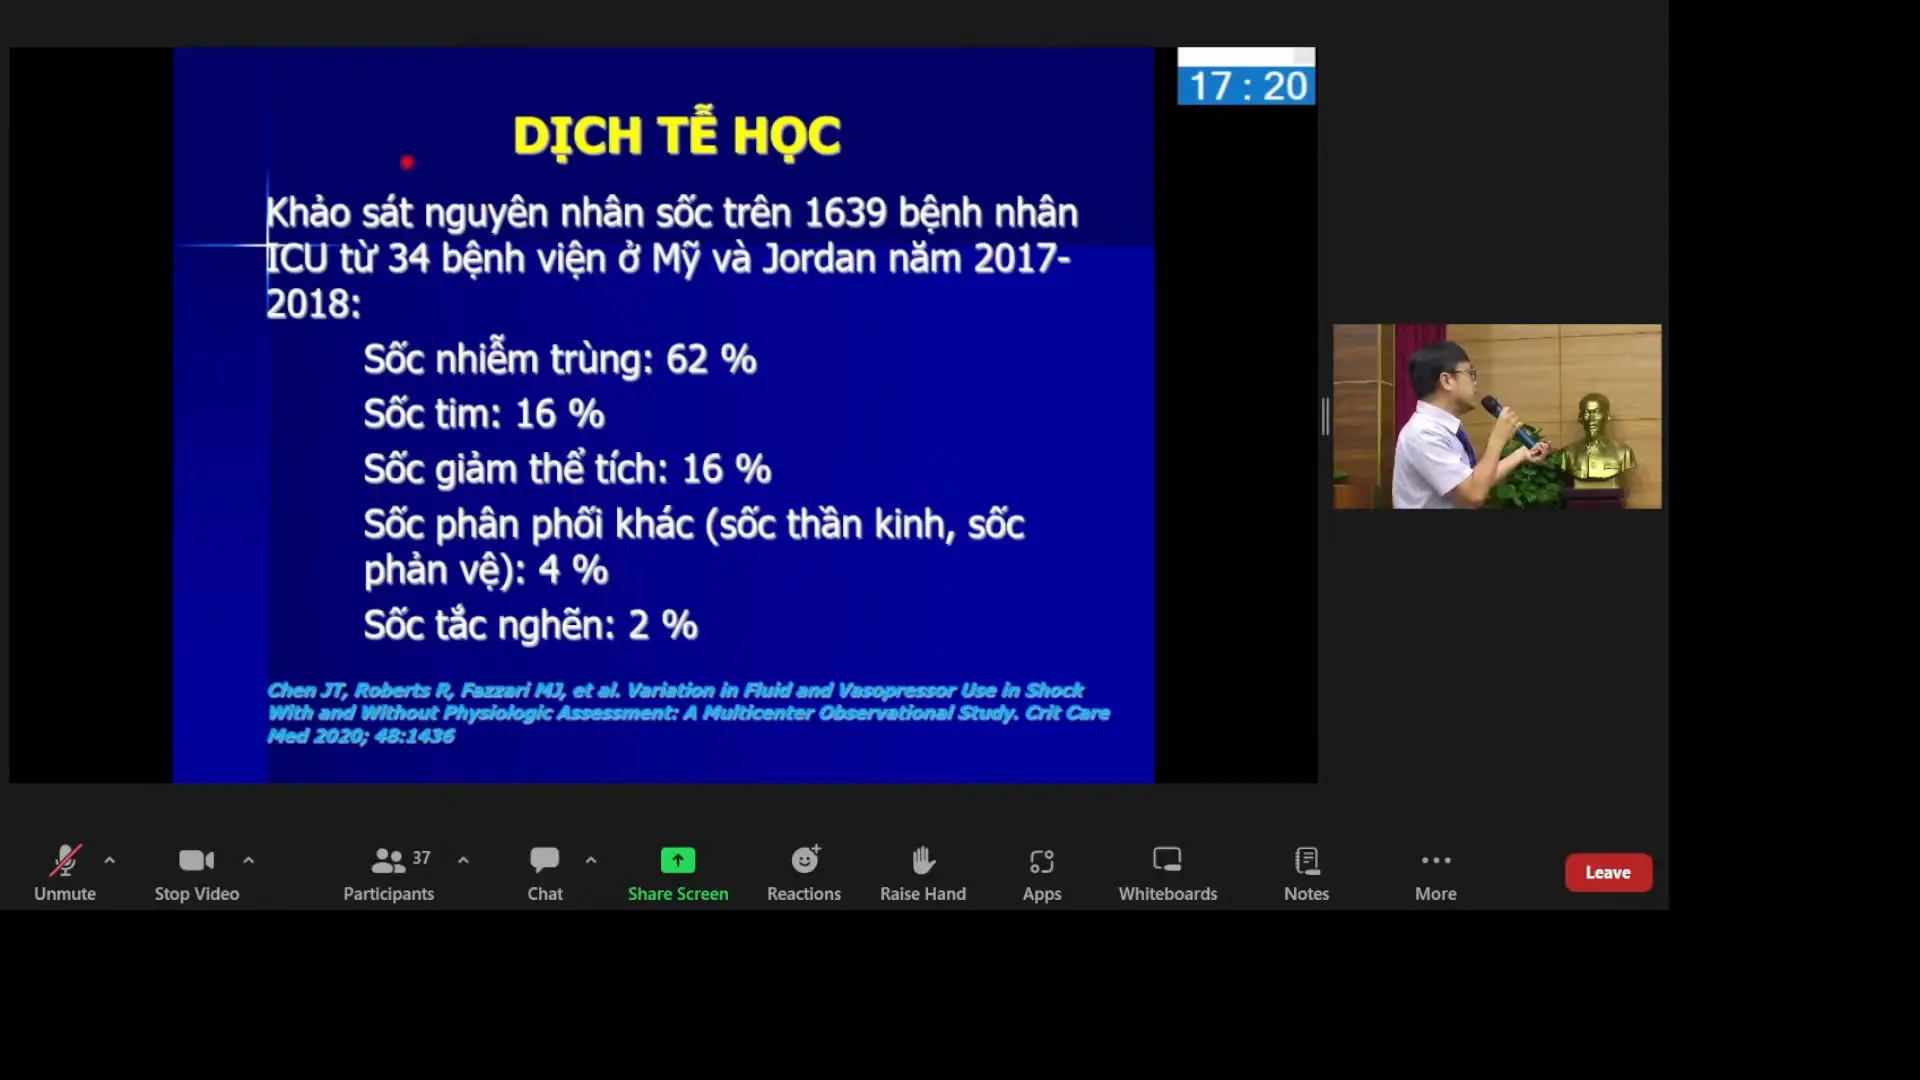 DỊCH TỄ HỌC
17 : 20
Khảo sát nguyên nhân sốc trên 1639 bệnh nhân
ICU từ 34 bệnh viện ở Mỹ và Jordan năm 2017-
2018:
Sốc nhiễm trùng: 62 %
Sốc tim: 16 %
Sốc giảm thể tích: 16 %
Sốc phân phối khác (sốc thần kinh, sốc
phản vệ): 4 %
Sốc tắc nghẽn: 2 %
Chen JT, Roberts R, Fazzari MJ, et al. Variation in Fluid and Vasopressor Use in Shock
With and Without Physiologic Assessment: A Multicenter Observational Study. Crit Care
Med 2020; 48:1436
37
Unmute
Stop Video
Participants
Chat
Share Screen
Reactions
Raise Hand
Apps
Whiteboards
Notes
More
Leave